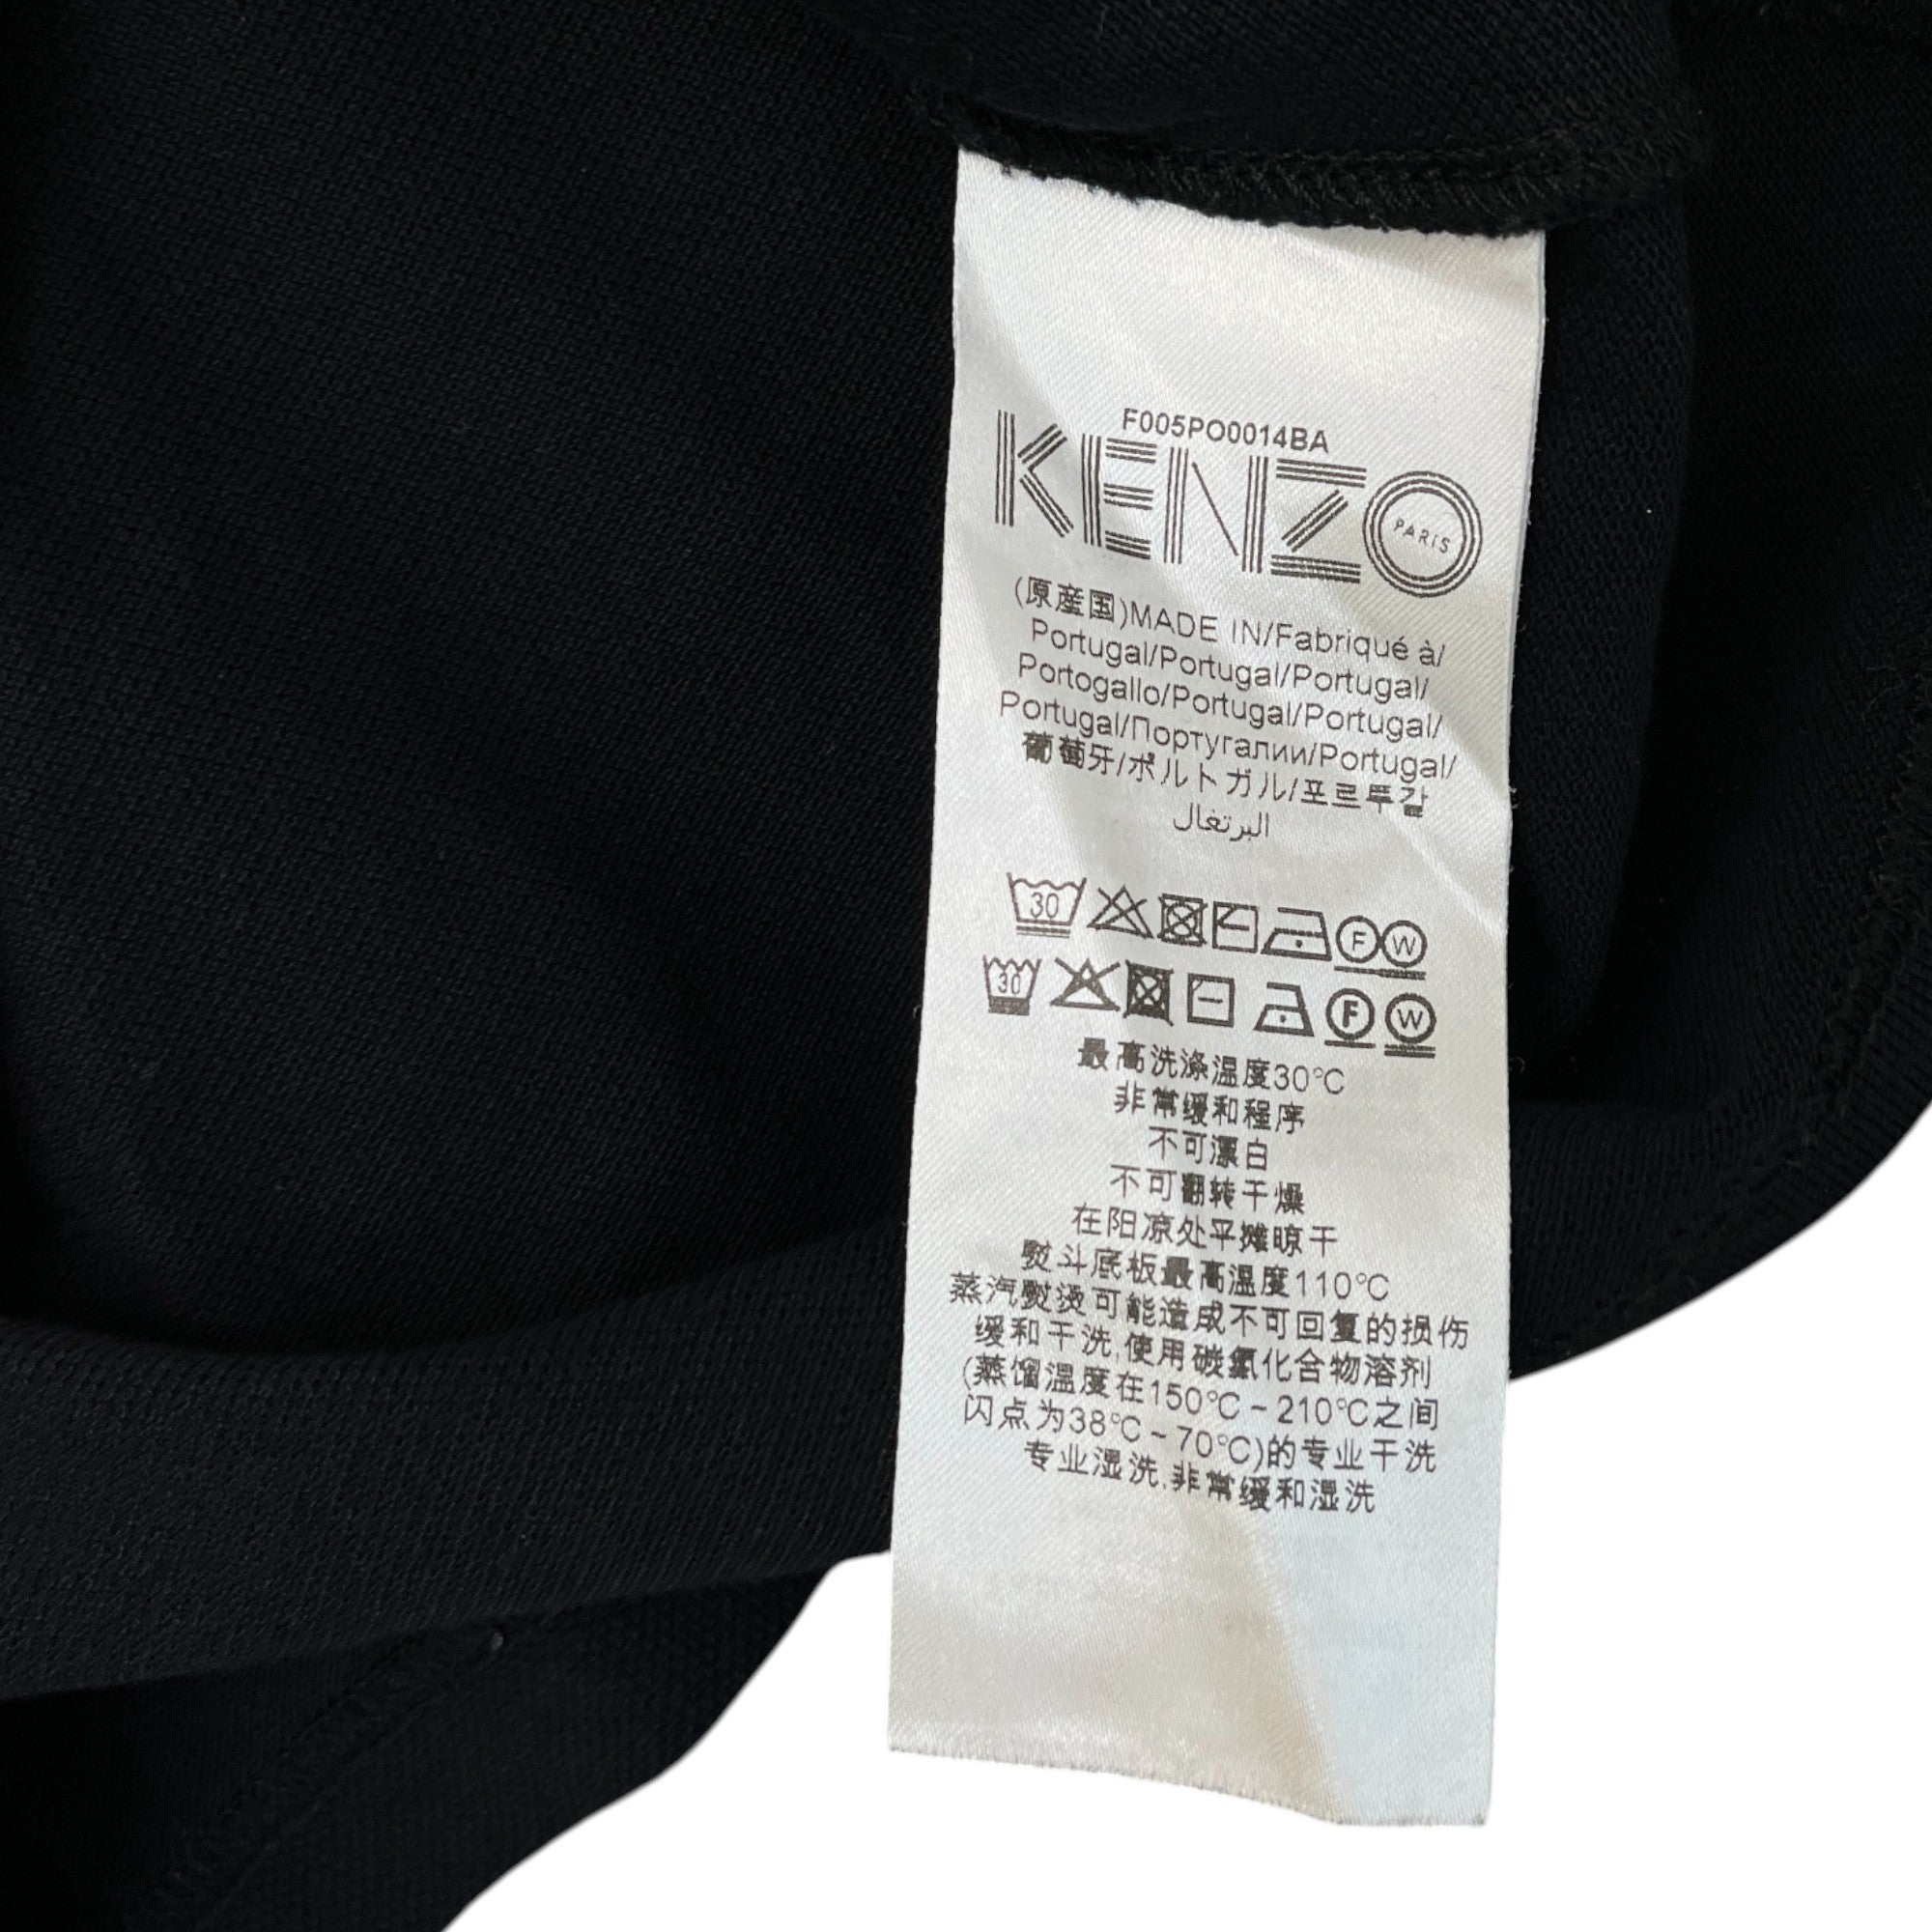 F005PO0014BA
KENZO
PARIS
(原産国)MADE IN/Fabriqué à/
Portugal/Portugal/Portugal/
Portogallo/Portugal/Portugal/
Portugal/Португалии/Portugal/
葡萄牙/ポルトガル/포르투갈
البرتغال
30 F W
30 F W
最高洗涤温度30°C
非常缓和程序
不可漂白
不可翻转干燥
在阳凉处平摊晾干
熨斗底板最高温度110°C
蒸汽熨烫可能造成不可回复的损伤
缓和干洗,使用碳氢化合物溶剂
(蒸馏温度在150°C~210°C之间
闪点为38°C~70°C)的专业干洗
专业湿洗,非常缓和湿洗